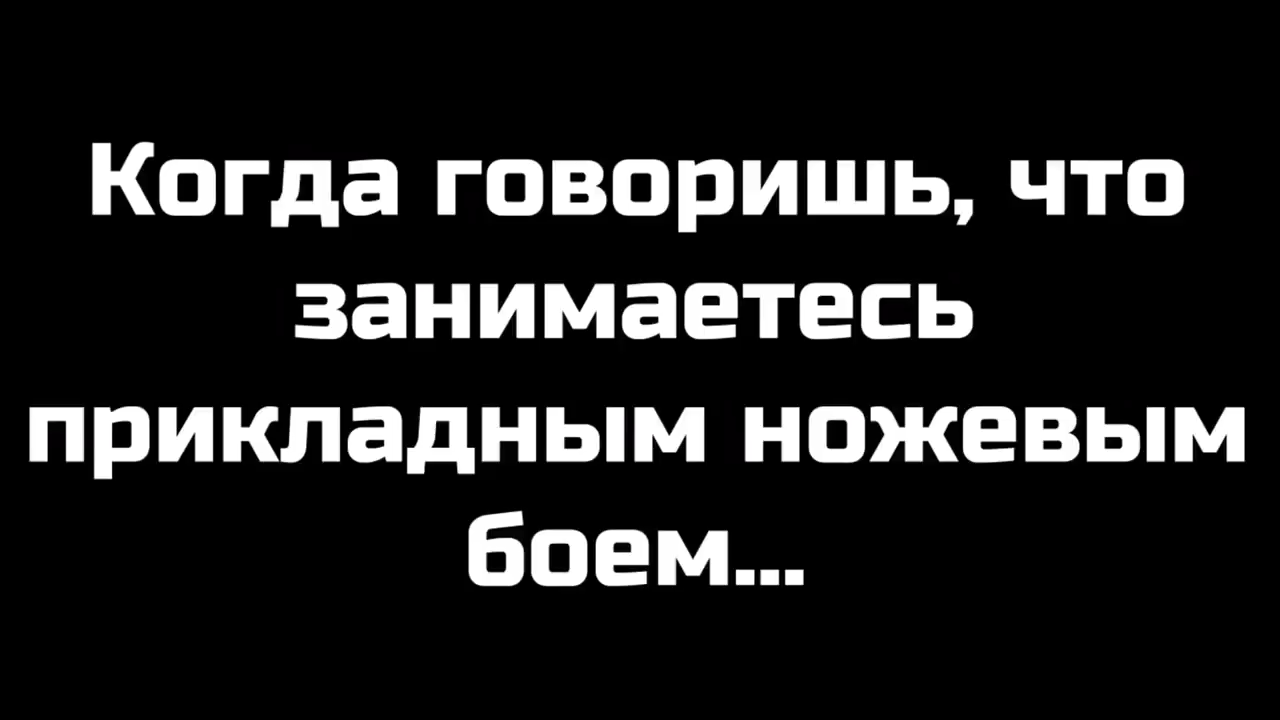 Когда говоришь, что
занимаетесь
прикладным ножевым
боем...